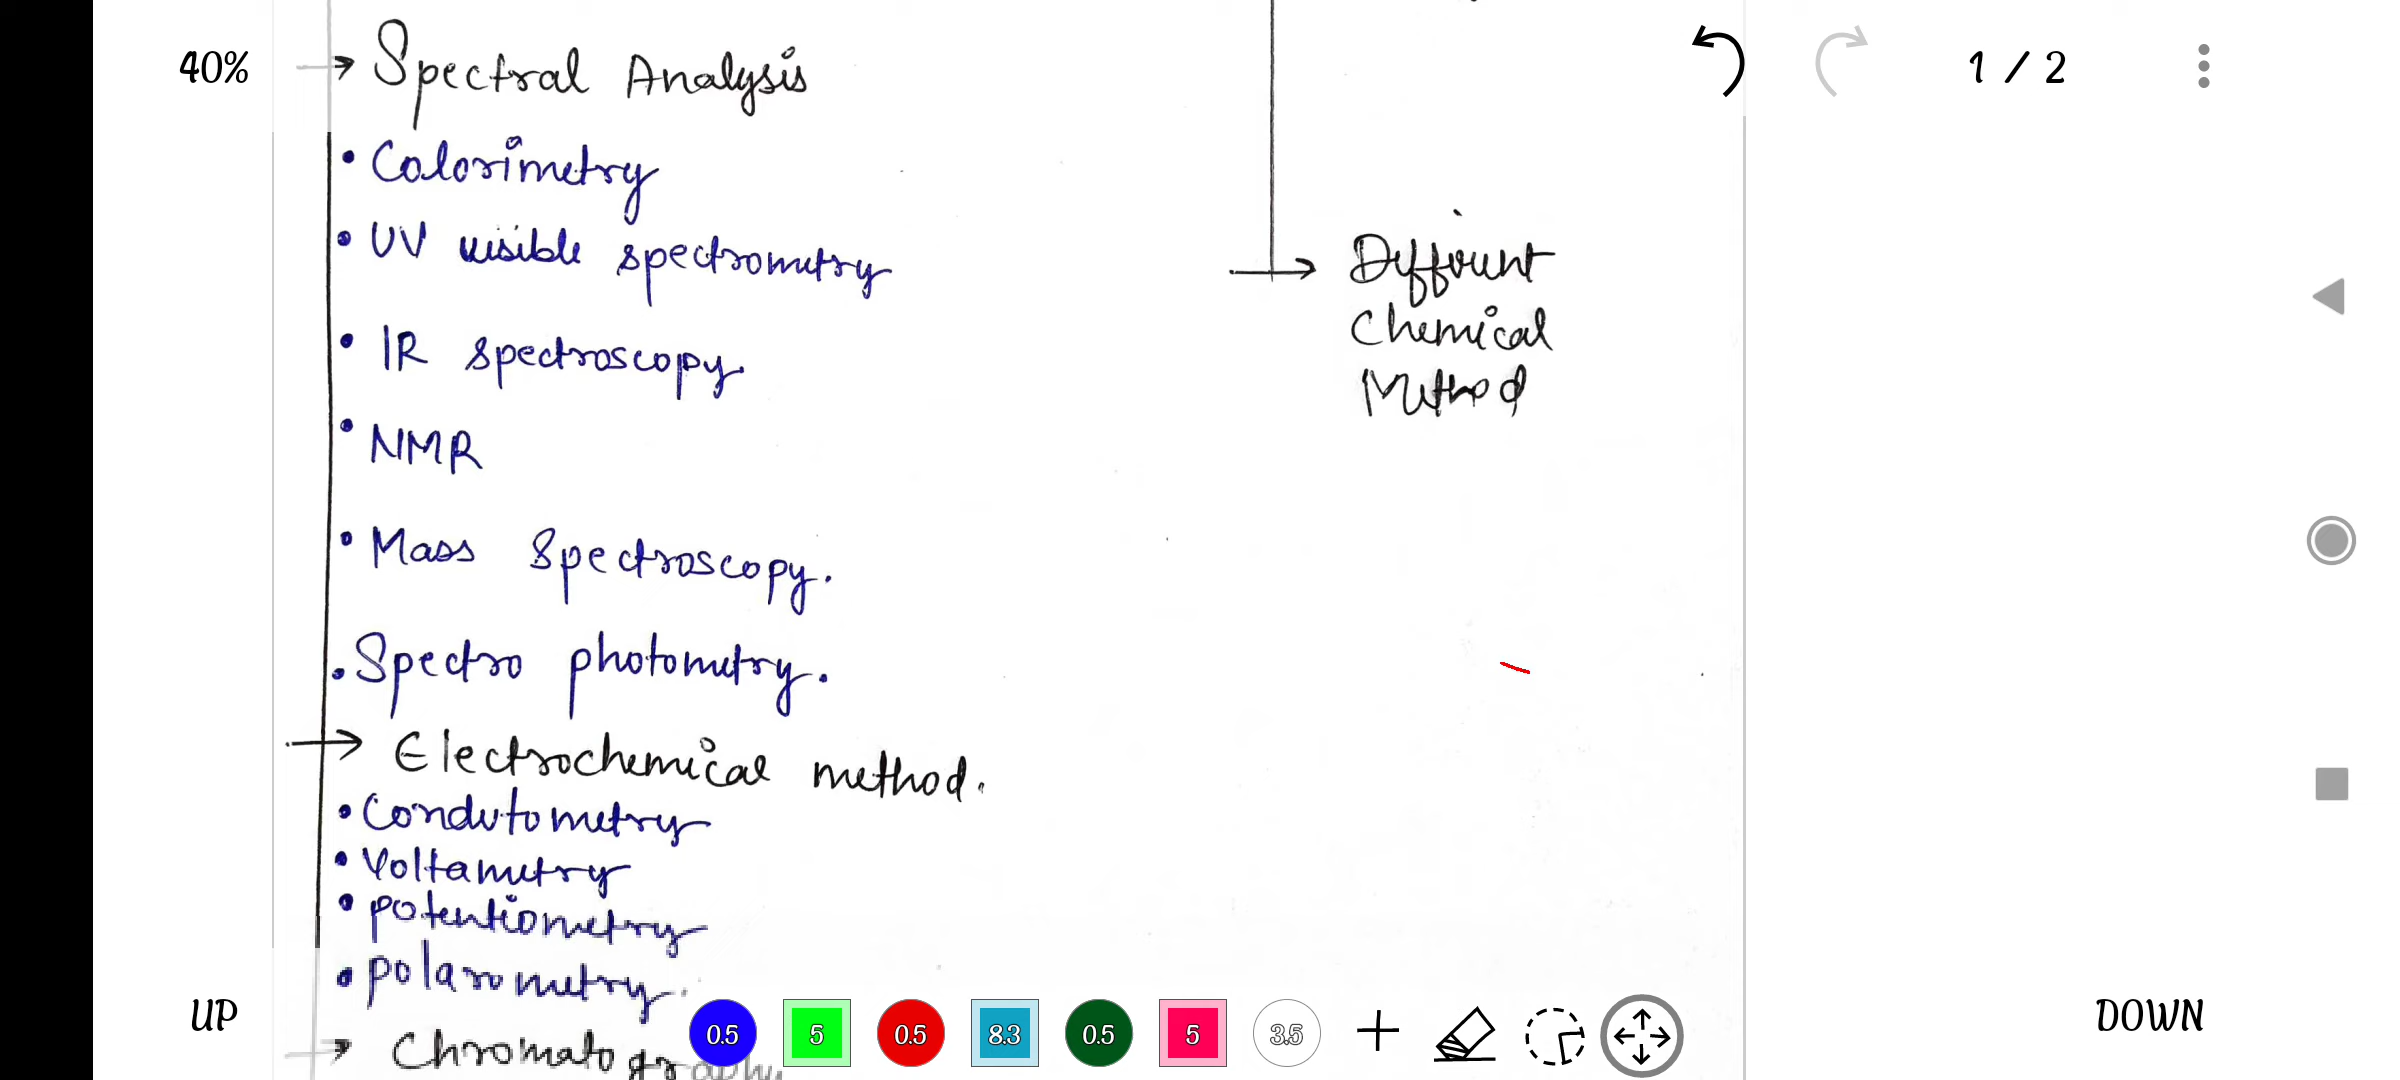 40%
→ Spectral Analysis
1 / 2
• Colorimetry
• UV visible spectrometry
• IR spectroscopy.
• NMR
• Mass Spectroscopy.
. Spectro photometry.
→ Different
Chemical
Method
→ Electrochemical method.
• Condutometry
• Voltametry
• potentiometry
• polarometry.
→ Chromatography.
UP
0.5 5 0.5 8.3 0.5 5 3.5
DOWN